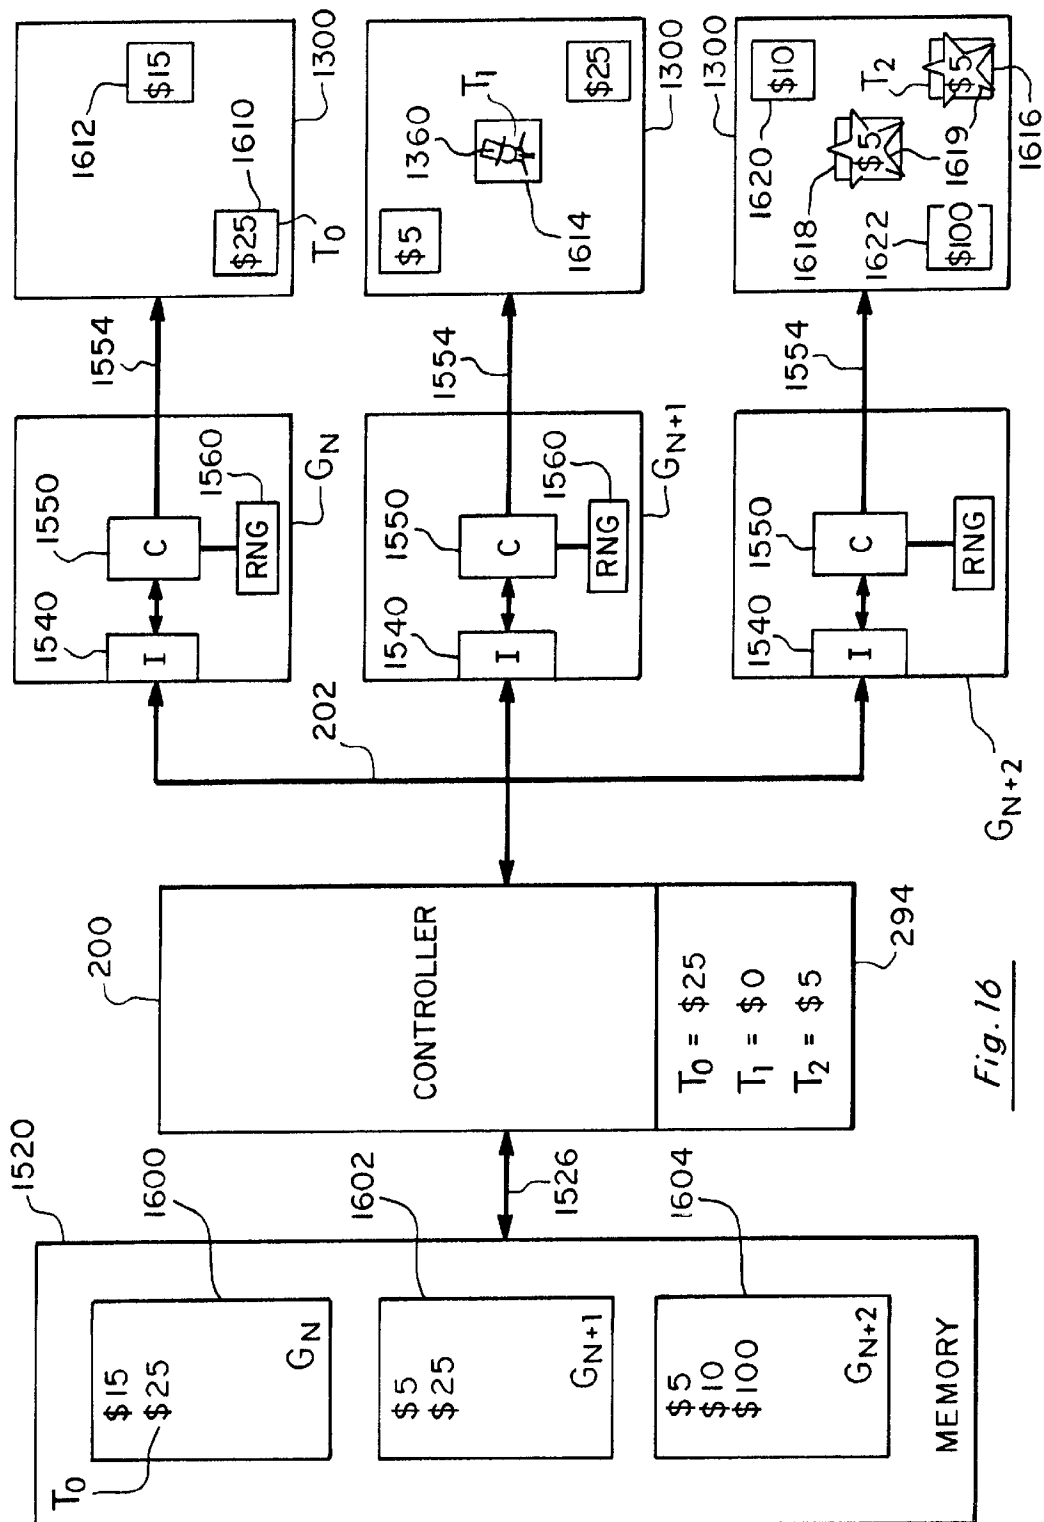 1520
T0
$15
$25
GN
1600
$5
$25
GN+1
1602
$5
$10
$100
GN+2
1604
MEMORY
1526
200
CONTROLLER
T0 = $25
T1 = $0
T2 = $5
294
202
1540
I
1550
C
RNG
1560
GN
1554
1540
I
1550
C
RNG
1560
GN+1
1554
1540
I
1550
C
RNG
GN+2
1554
1612
$15
$25
1610
T0
1300
$5
1360
T1
1614
$25
1300
1300
1620
$10
1618
$5
T2
$5
1619
1616
1622
$100
Fig. 16